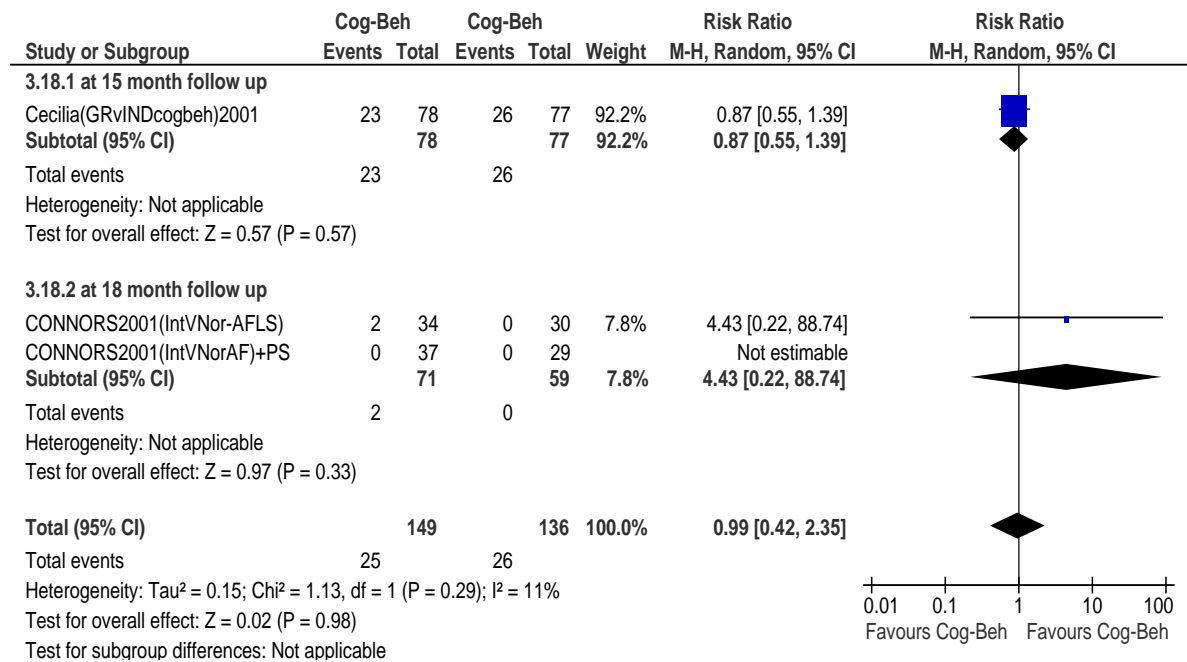 Cog-Beh Cog-Beh Risk Ratio Risk Ratio
Study or Subgroup Events Total Events Total Weight M-H, Random, 95% CI M-H, Random, 95% CI
3.18.1 at 15 month follow up
Cecilia(GRvINDcogbeh)2001 23 78 26 77 92.2% 0.87 [0.55, 1.39]
Subtotal (95% CI) 78 77 92.2% 0.87 [0.55, 1.39]
Total events 23 26
Heterogeneity: Not applicable
Test for overall effect: Z = 0.57 (P = 0.57)
3.18.2 at 18 month follow up
CONNORS2001(IntVNor-AFLS) 2 34 0 30 7.8% 4.43 [0.22, 88.74]
CONNORS2001(IntVNorAF)+PS 0 37 0 29 Not estimable
Subtotal (95% CI) 71 59 7.8% 4.43 [0.22, 88.74]
Total events 2 0
Heterogeneity: Not applicable
Test for overall effect: Z = 0.97 (P = 0.33)
Total (95% CI) 149 136 100.0% 0.99 [0.42, 2.35]
Total events 25 26
Heterogeneity: Tau² = 0.15; Chi² = 1.13, df = 1 (P = 0.29); I² = 11%
Test for overall effect: Z = 0.02 (P = 0.98)
Test for subgroup differences: Not applicable
0.01 0.1 1 10 100
Favours Cog-Beh Favours Cog-Beh